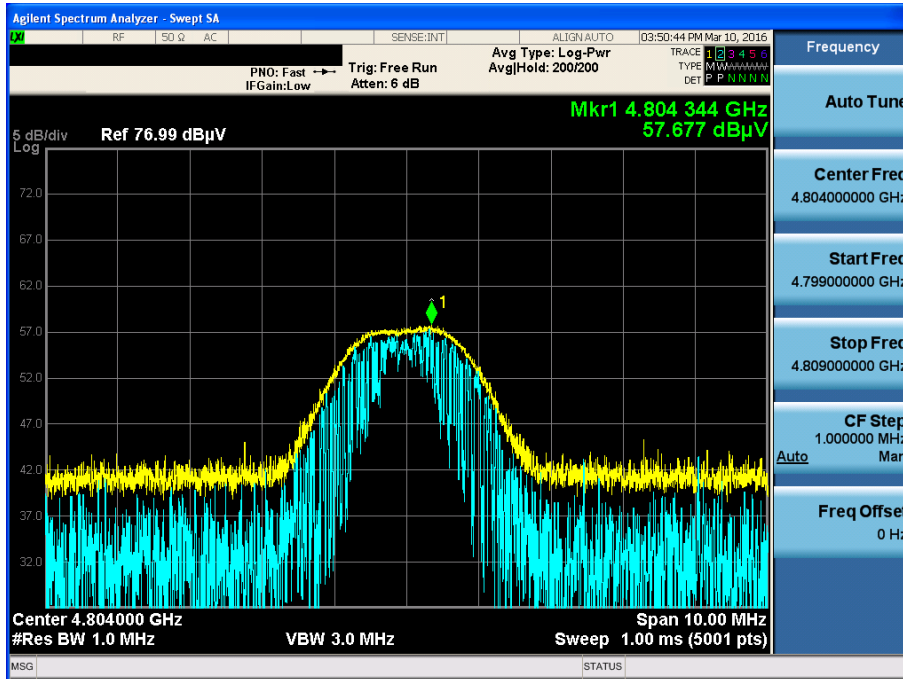 Agilent Spectrum Analyzer - Swept SA
LXI RF 50 Ω AC SENSE:INT ALIGN AUTO 03:50:44 PM Mar 10, 2016
PNO: Fast Trig: Free Run Avg Type: Log-Pwr TRACE 1 2 3 4 5 6
IFGain:Low Atten: 6 dB Avg|Hold: 200/200 TYPE M W W W W W
DET P P N N N N
Mkr1 4.804 344 GHz
57.677 dBµV
5 dB/div Ref 76.99 dBµV
Log
72.0
67.0
62.0
1
57.0
52.0
47.0
42.0
37.0
32.0
Center 4.804000 GHz Span 10.00 MHz
#Res BW 1.0 MHz VBW 3.0 MHz Sweep 1.00 ms (5001 pts)
MSG STATUS
Frequency
Auto Tune
Center Freq
4.804000000 GHz
Start Freq
4.799000000 GHz
Stop Freq
4.809000000 GHz
CF Step
1.000000 MHz
Auto Man
Freq Offset
0 Hz